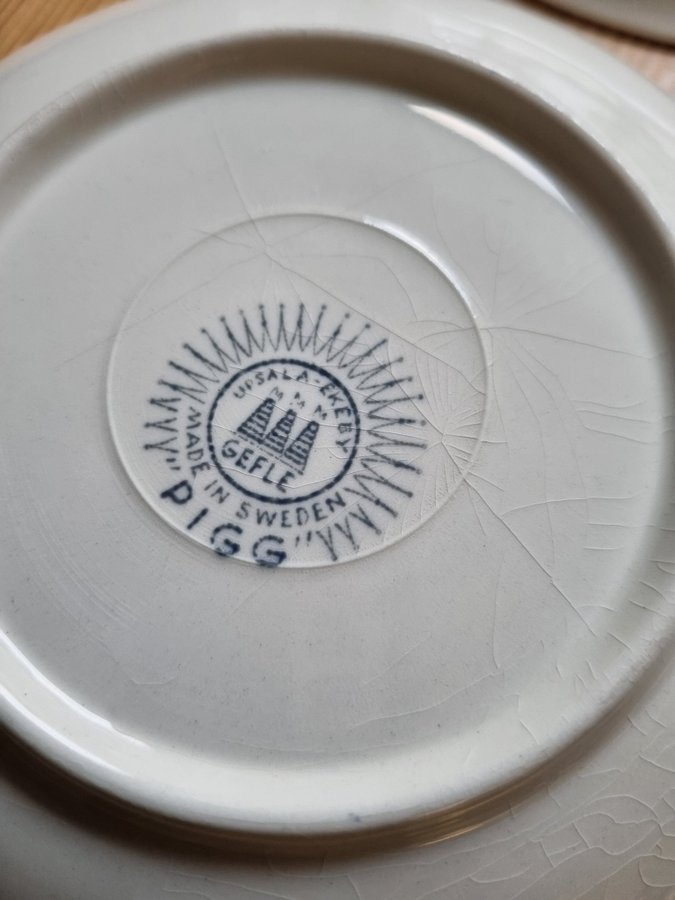 UPSALA-EKEBY
GEFLE
MADE IN SWEDEN
"PIGG"